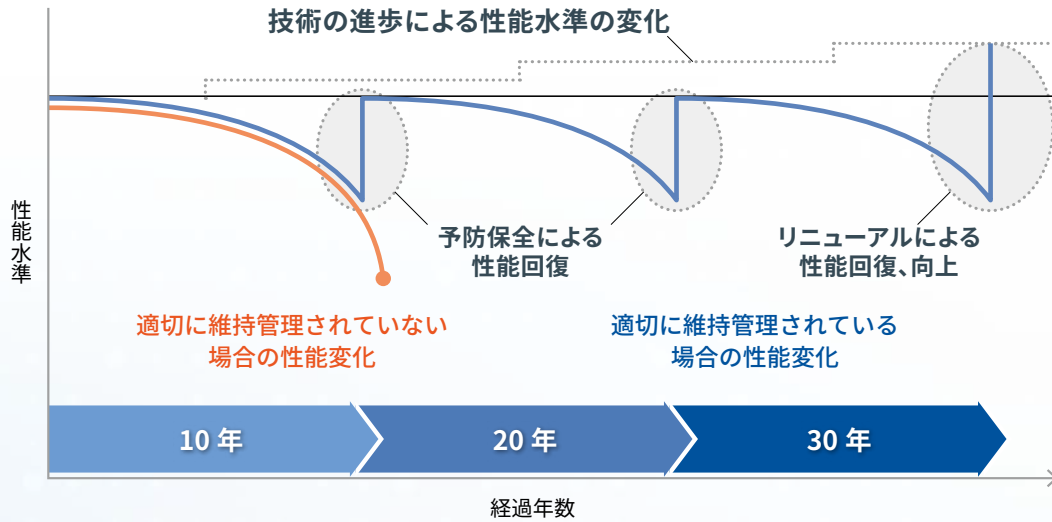 技術の進歩による性能水準の変化
性能水準
予防保全による
性能回復
リニューアルによる
性能回復、向上
適切に維持管理されていない
場合の性能変化
適切に維持管理されている
場合の性能変化
10 年
20 年
30 年
経過年数